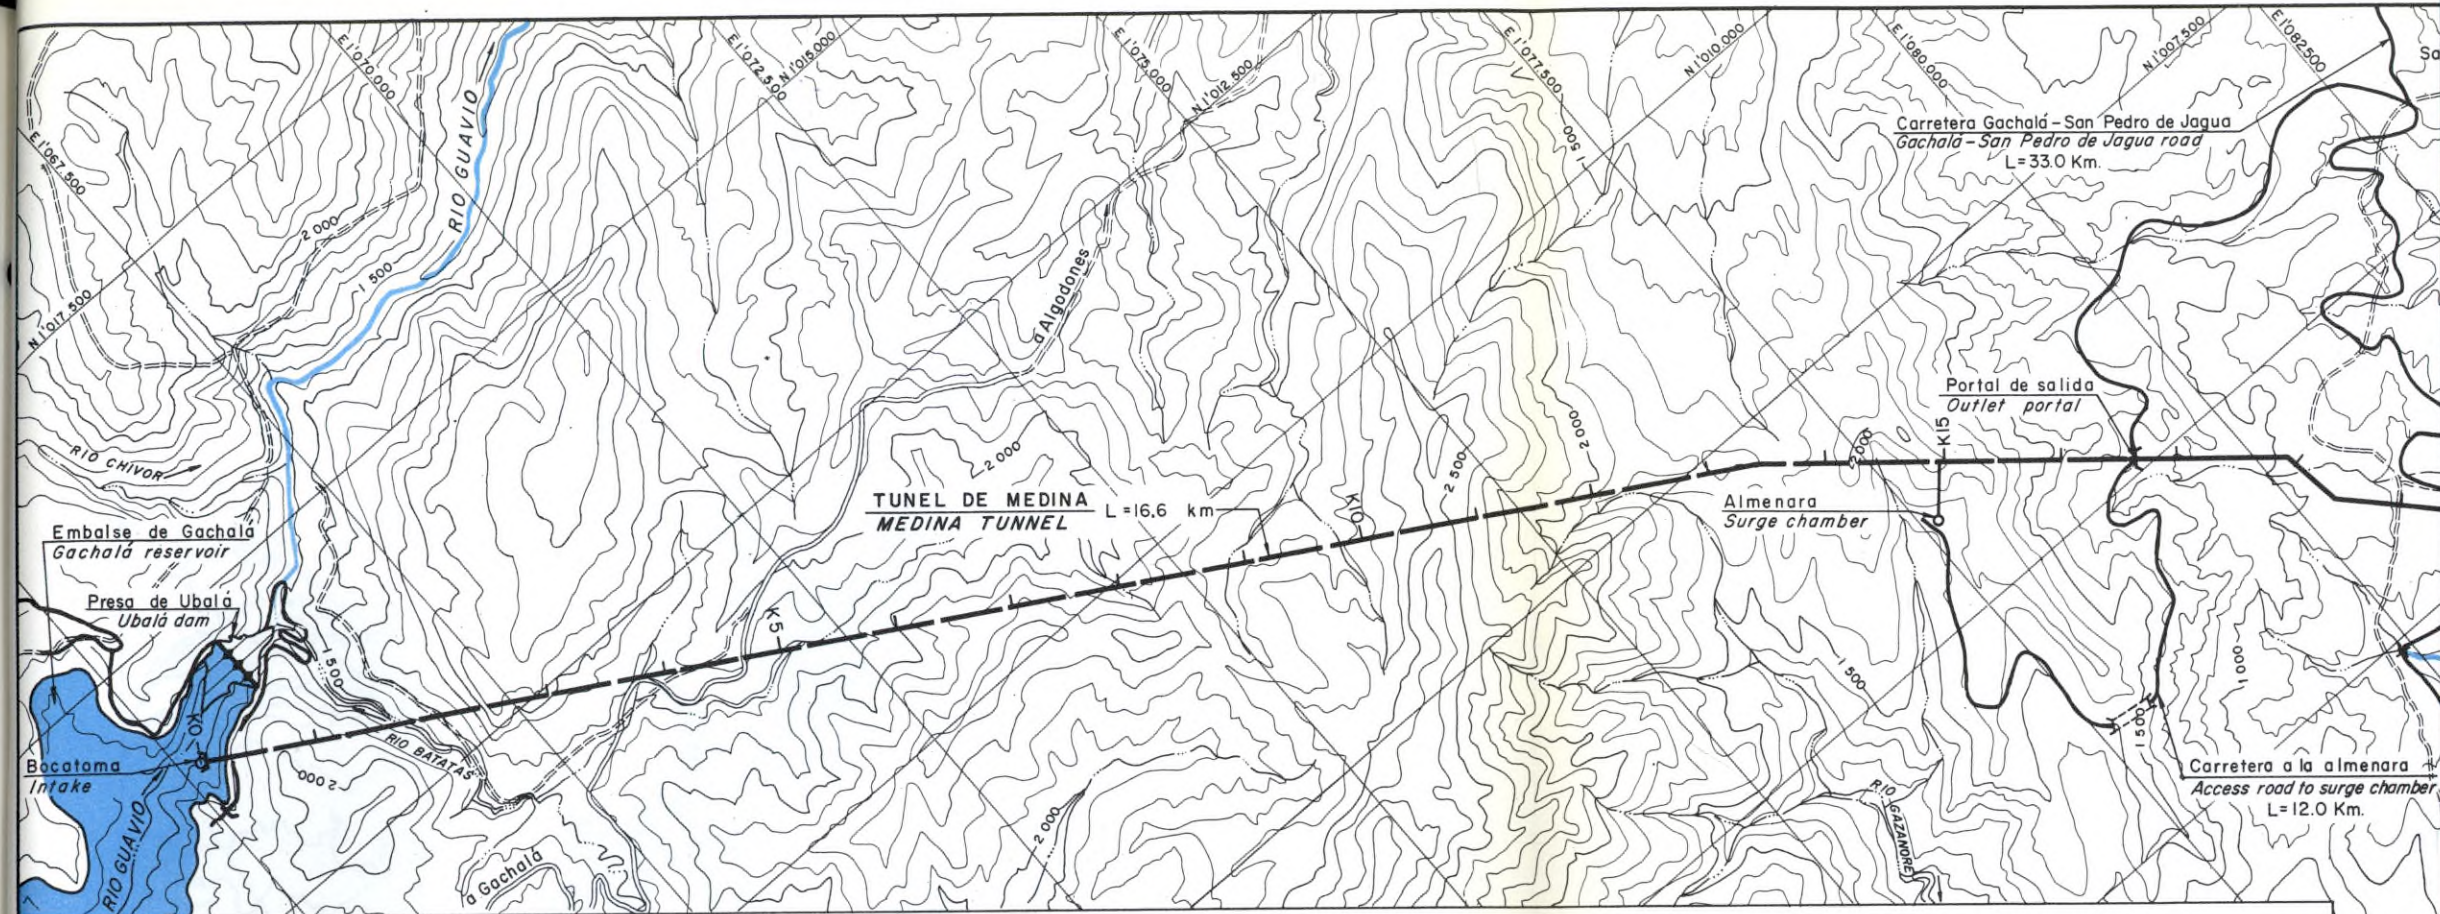 E 1'070.000
E 1'072.500
N 1'015.000
E 1'075.000
N 1'012.500
E 1'077.500
N 1'010.000
E 1'080.000
N 1'007.500
E 1'082500
Sa
RIO GUAVIO
E 1'067.500
1 500
Carretera Gachalá-San Pedro de Jagua
Gachalá-San Pedro de Jagua road
L=33.0 Km.
2 000
1 500
a Algodones
N 1'017.500
Portal de salida
Outlet portal
RIO CHIVOR
2 000
2 000
2 500
2 000
K15
TUNEL DE MEDINA
MEDINA TUNNEL
L=16.6 km
K10
Almenara
Surge chamber
Embalse de Gachalá
Gachalá reservoir
Presa de Ubalá
Ubalá dam
K5
1 500
1 500
1 000
K0
RIO BATATAS
1 500
Bocatoma
Intake
2 000
Carretera a la almenara
Access road to surge chamber
L=12.0 Km.
RIO GUAVIO
2 000
RIO GAZANORE
a Gachalá